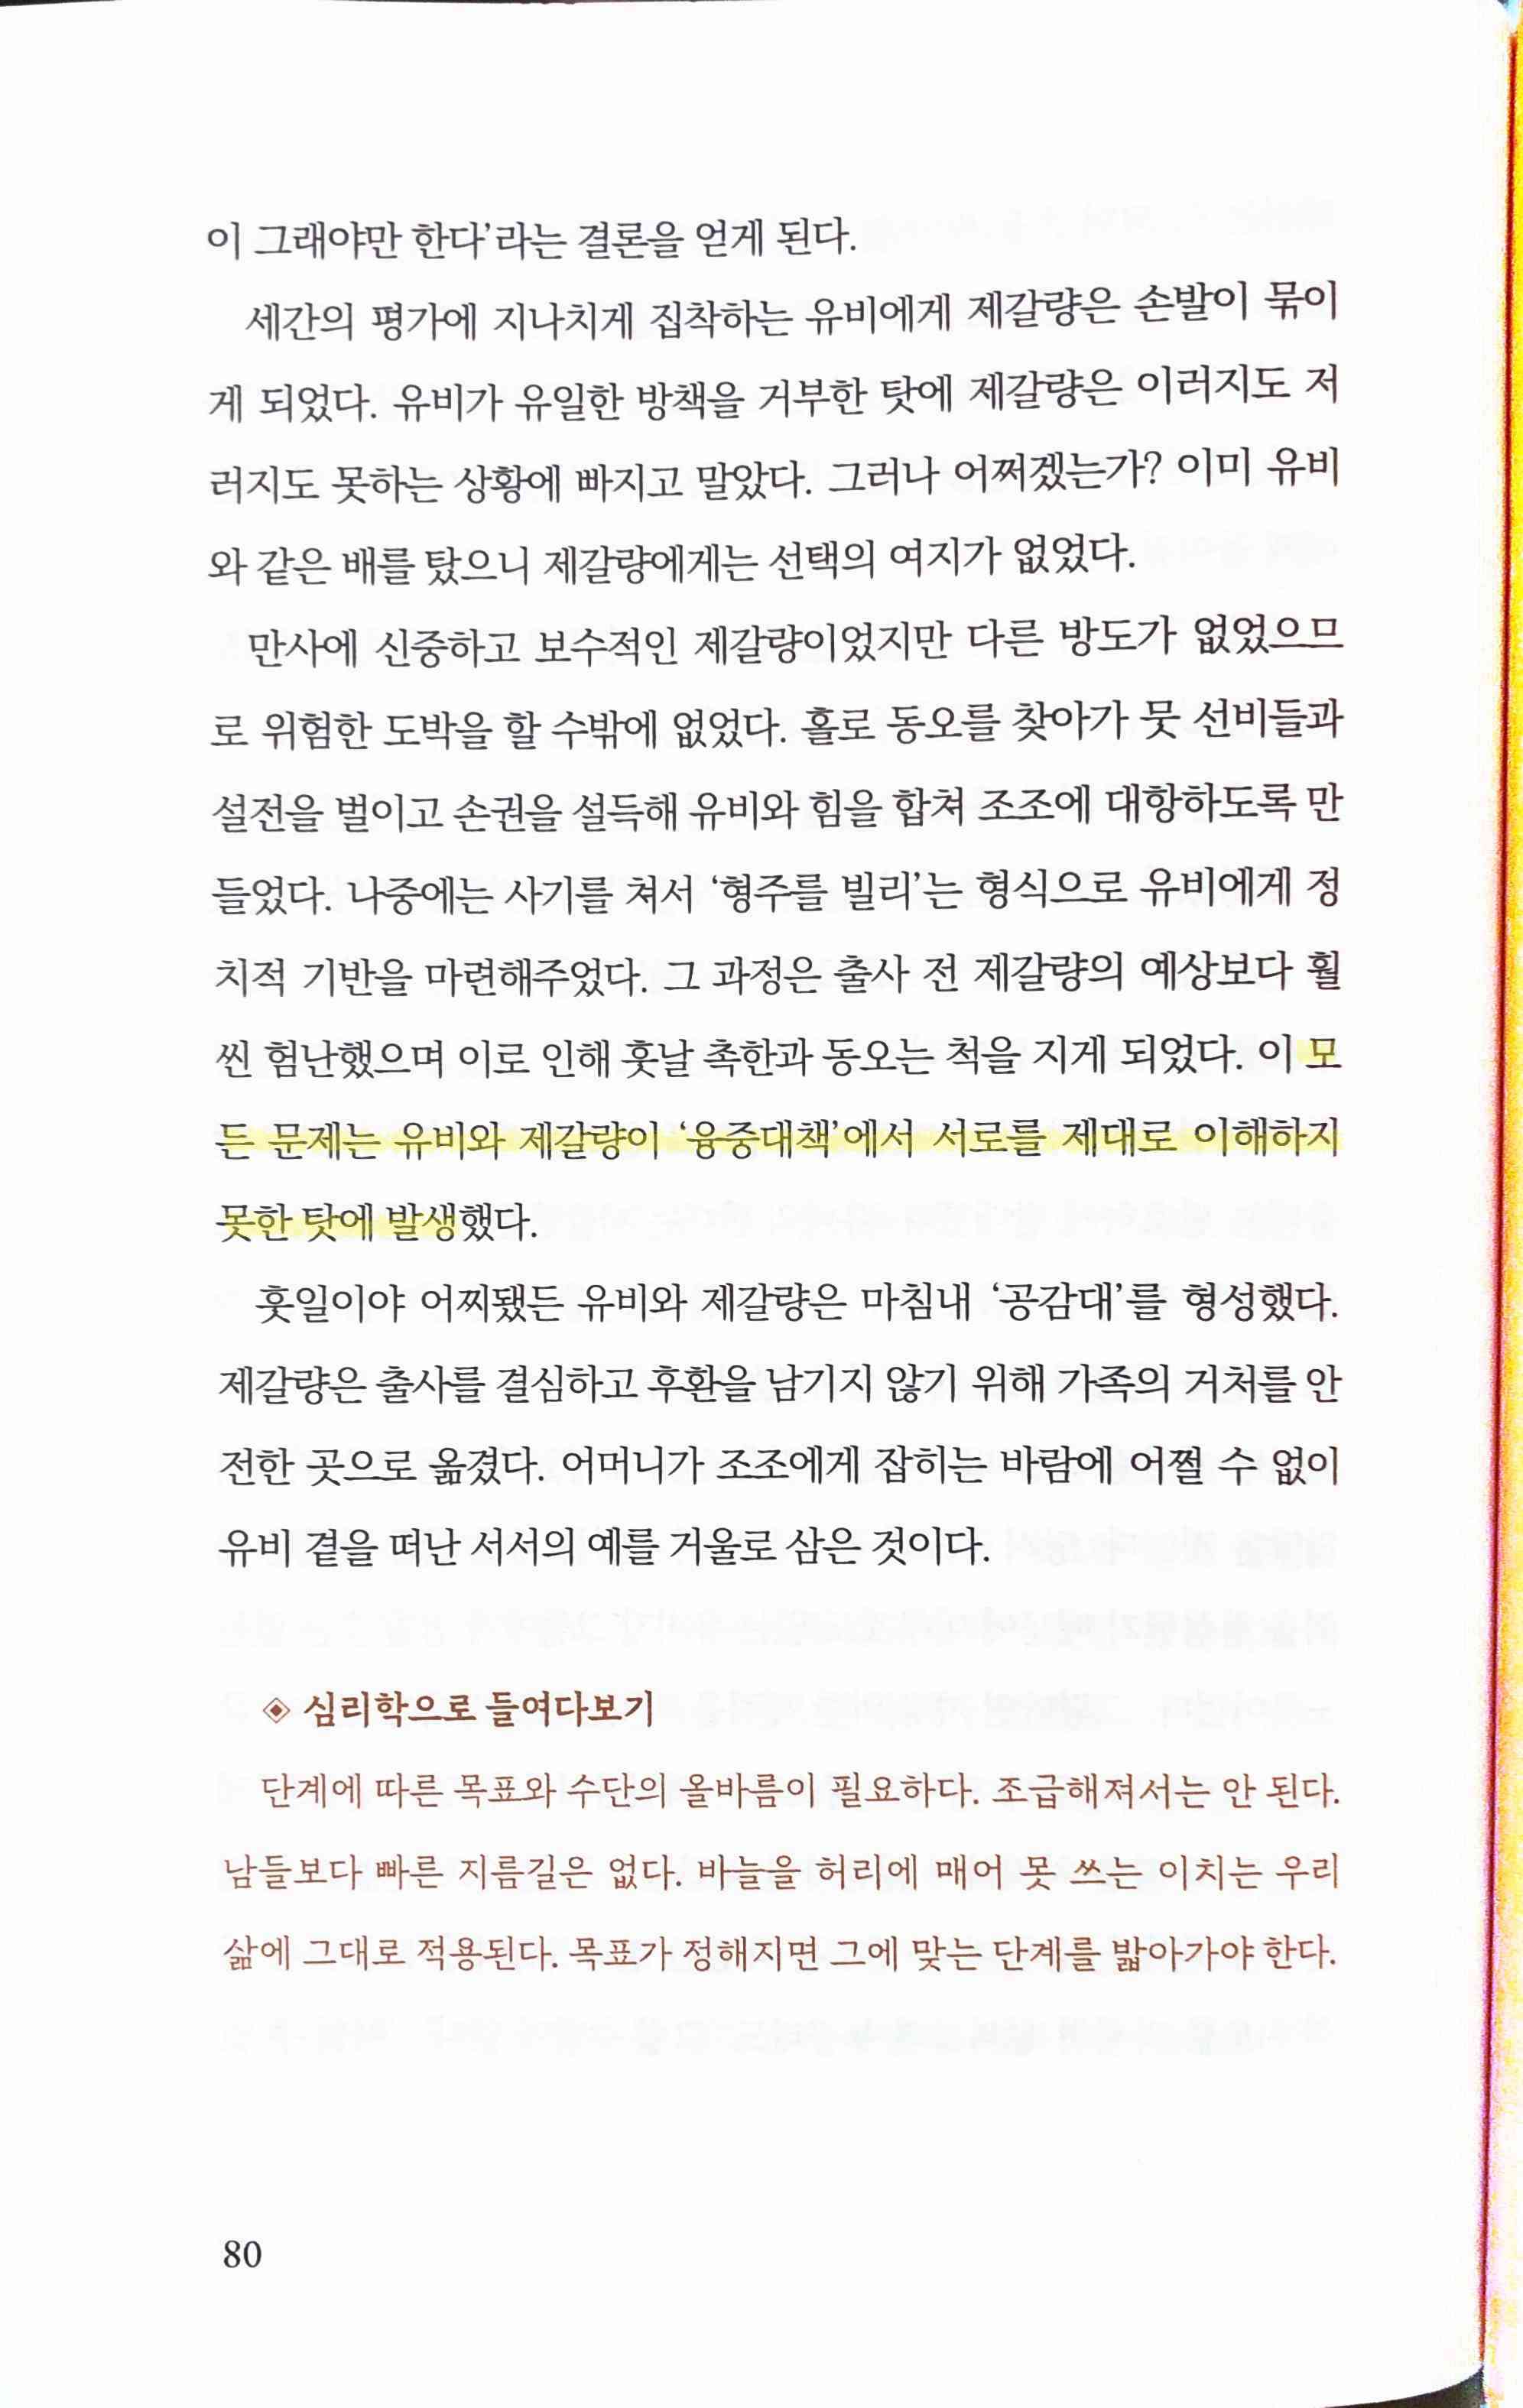 이 그래야만 한다’라는 결론을 얻게 된다.
세간의 평가에 지나치게 집착하는 유비에게 제갈량은 손발이 묶이
게 되었다. 유비가 유일한 방책을 거부한 탓에 제갈량은 이러지도 저
러지도 못하는 상황에 빠지고 말았다. 그러나 어쩌겠는가? 이미 유비
와 같은 배를 탔으니 제갈량에게는 선택의 여지가 없었다.
만사에 신중하고 보수적인 제갈량이었지만 다른 방도가 없었으므
로 위험한 도박을 할 수밖에 없었다. 홀로 동오를 찾아가 뭇 선비들과
설전을 벌이고 손권을 설득해 유비와 힘을 합쳐 조조에 대항하도록 만
들었다. 나중에는 사기를 쳐서 ‘형주를 빌리’는 형식으로 유비에게 정
치적 기반을 마련해주었다. 그 과정은 출사 전 제갈량의 예상보다 훨
씬 험난했으며 이로 인해 훗날 촉한과 동오는 척을 지게 되었다. 이 모
든 문제는 유비와 제갈량이 ‘융중대책’에서 서로를 제대로 이해하지
못한 탓에 발생했다.
훗일이야 어찌됐든 유비와 제갈량은 마침내 ‘공감대’를 형성했다.
제갈량은 출사를 결심하고 후환을 남기지 않기 위해 가족의 거처를 안
전한 곳으로 옮겼다. 어머니가 조조에게 잡히는 바람에 어쩔 수 없이
유비 곁을 떠난 서서의 예를 거울로 삼은 것이다.
◈ 심리학으로 들여다보기
단계에 따른 목표와 수단의 올바름이 필요하다. 조급해져서는 안 된다.
남들보다 빠른 지름길은 없다. 바늘을 허리에 매어 못 쓰는 이치는 우리
삶에 그대로 적용된다. 목표가 정해지면 그에 맞는 단계를 밟아가야 한다.
80